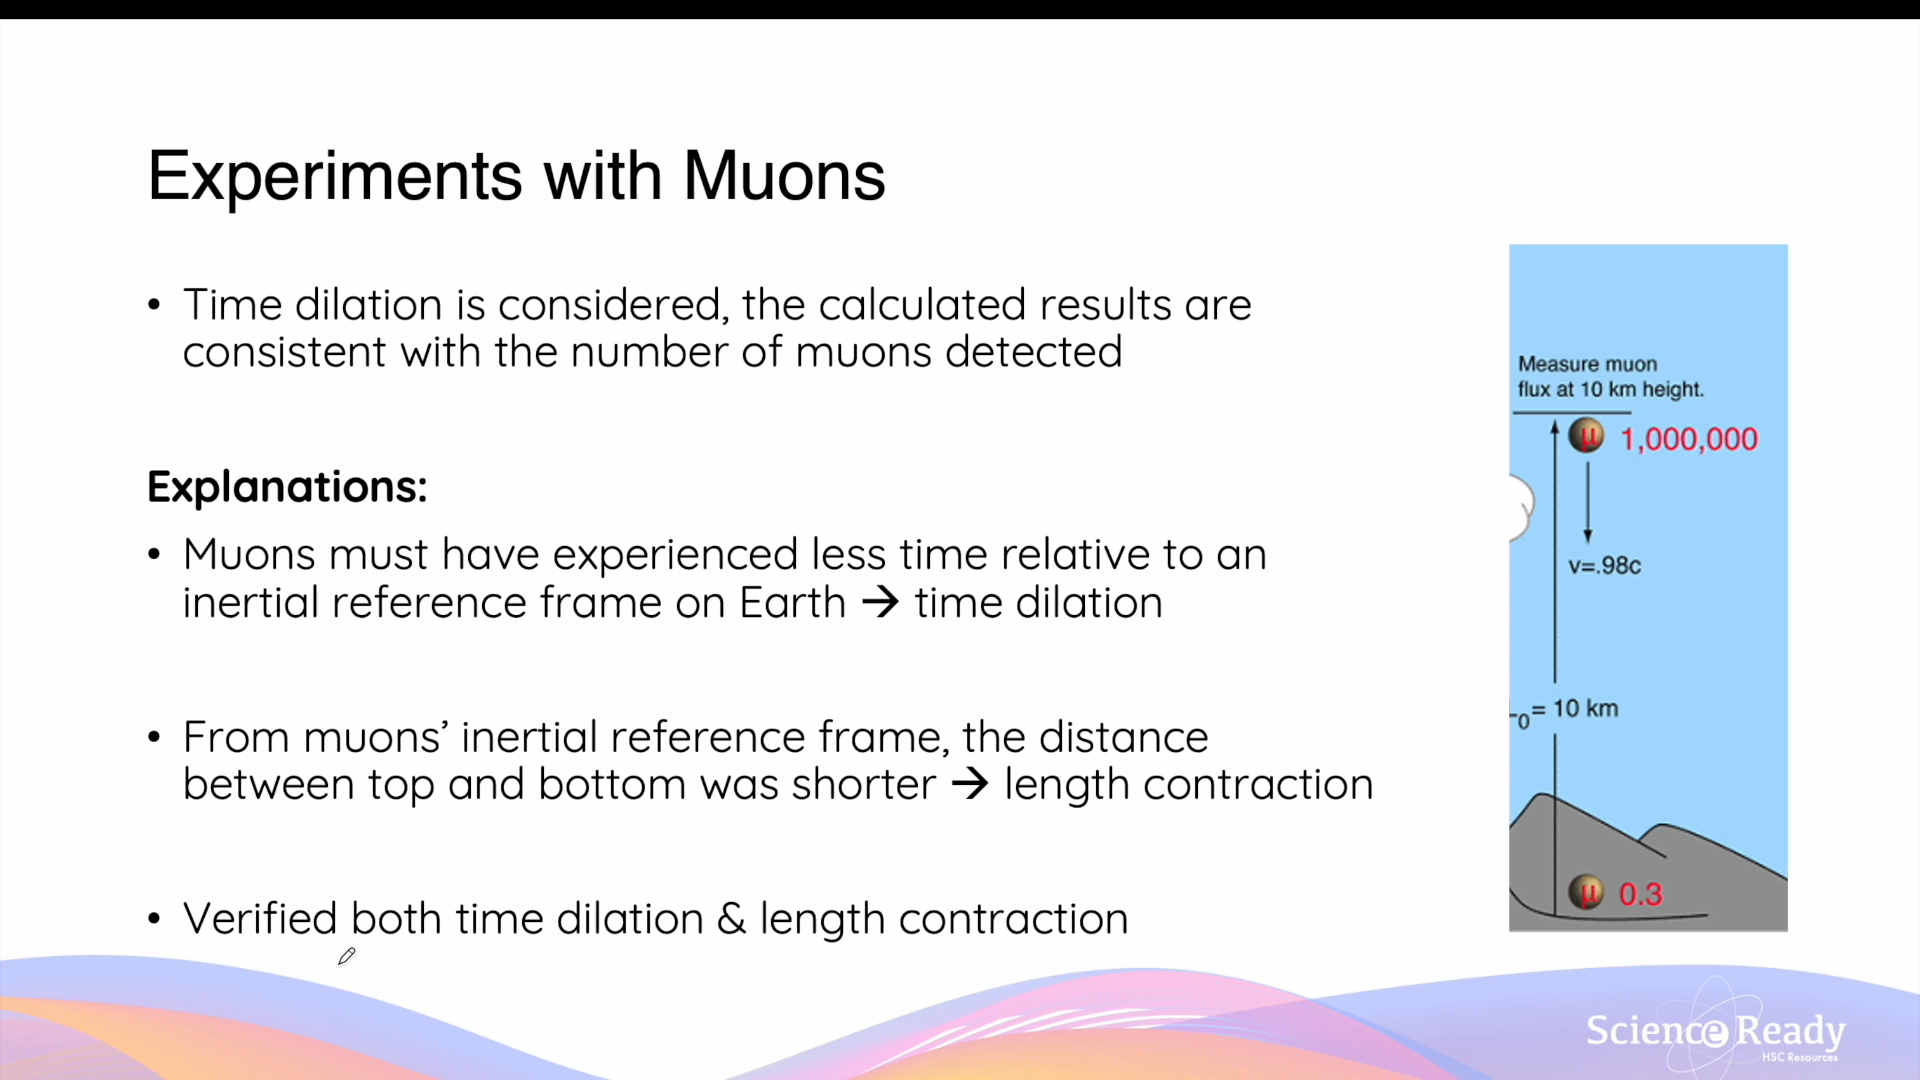 Experiments with Muons
• Time dilation is considered, the calculated results are
consistent with the number of muons detected
Explanations:
• Muons must have experienced less time relative to an
inertial reference frame on Earth → time dilation
• From muons’ inertial reference frame, the distance
between top and bottom was shorter → length contraction
• Verified both time dilation & length contraction
Measure muon
flux at 10 km height.
μ 1,000,000
v=.98c
0= 10 km
μ 0.3
Science Ready
HSC Resources